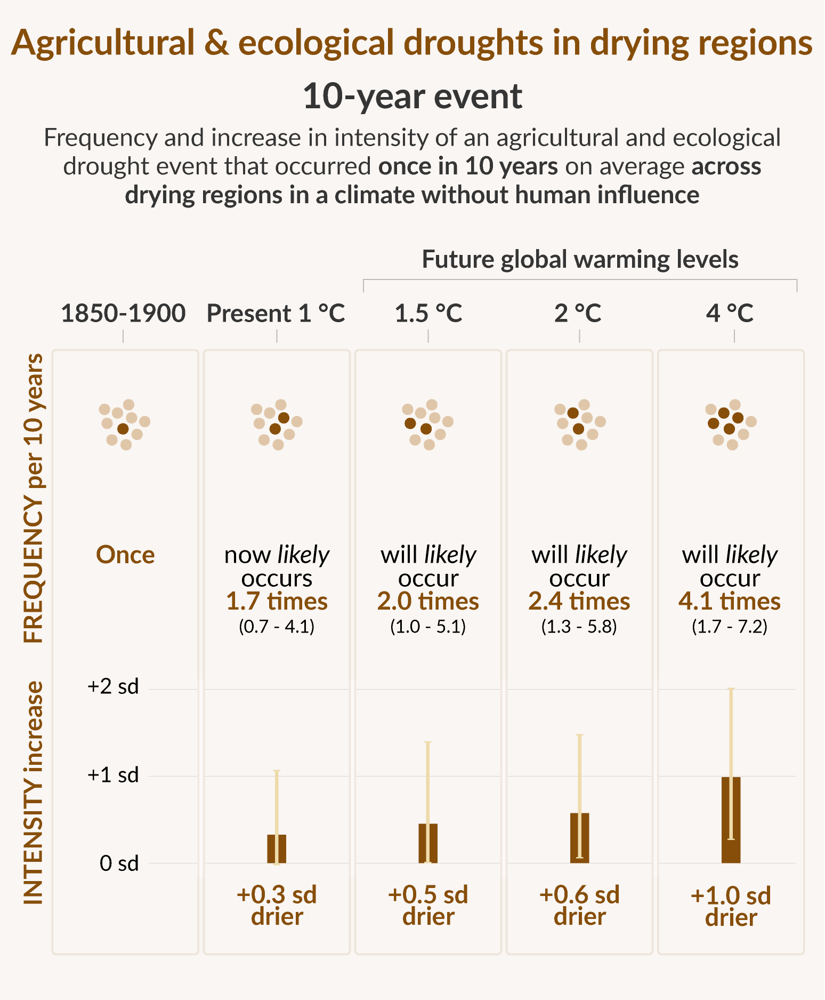 Agricultural & ecological droughts in drying regions
10-year event
Frequency and increase in intensity of an agricultural and ecological
drought event that occurred once in 10 years on average across
drying regions in a climate without human influence
Future global warming levels
1850-1900
Present 1 °C
1.5 °C
2 °C
4 °C
FREQUENCY per 10 years
Once
now likely
occurs
1.7 times
(0.7 - 4.1)
will likely
occur
2.0 times
(1.0 - 5.1)
will likely
occur
2.4 times
(1.3 - 5.8)
will likely
occur
4.1 times
(1.7 - 7.2)
INTENSITY increase
+2 sd
+1 sd
0 sd
+0.3 sd
drier
+0.5 sd
drier
+0.6 sd
drier
+1.0 sd
drier